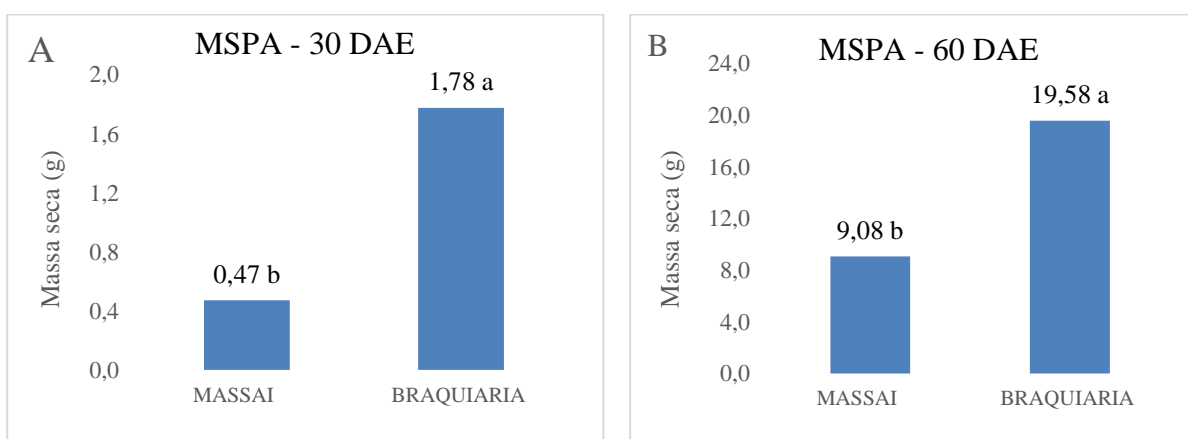 A
MSPA - 30 DAE
Massa seca (g)
2,0
1,6
1,2
0,8
0,4
0,0
0,47 b
1,78 a
MASSAI
BRAQUIARIA
B
MSPA - 60 DAE
Massa seca (g)
24,0
20,0
16,0
12,0
8,0
4,0
0,0
9,08 b
19,58 a
MASSAI
BRAQUIARIA